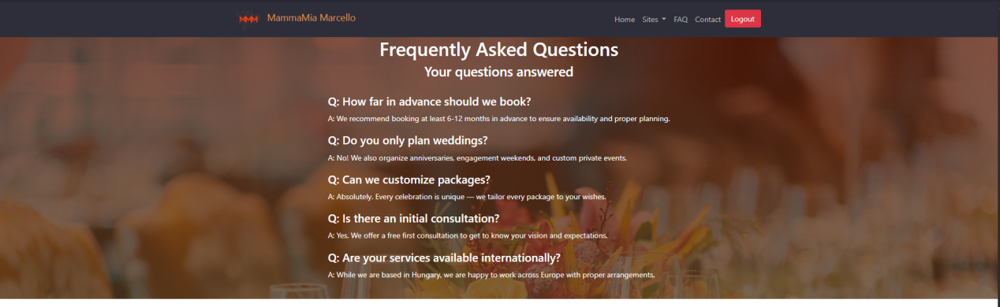 MMM MammaMia Marcello Home Sites FAQ Contact Logout
Frequently Asked Questions
Your questions answered
Q: How far in advance should we book?
A: We recommend booking at least 6-12 months in advance to ensure availability and proper planning.
Q: Do you only plan weddings?
A: No! We also organize anniversaries, engagement weekends, and custom private events.
Q: Can we customize packages?
A: Absolutely. Every celebration is unique — we tailor every package to your wishes.
Q: Is there an initial consultation?
A: Yes. We offer a free first consultation to get to know your vision and expectations.
Q: Are your services available internationally?
A: While we are based in Hungary, we are happy to work across Europe with proper arrangements.